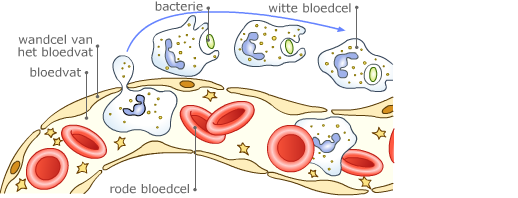 bacterie
witte bloedcel
wandcel van
het bloedvat
bloedvat
rode bloedcel